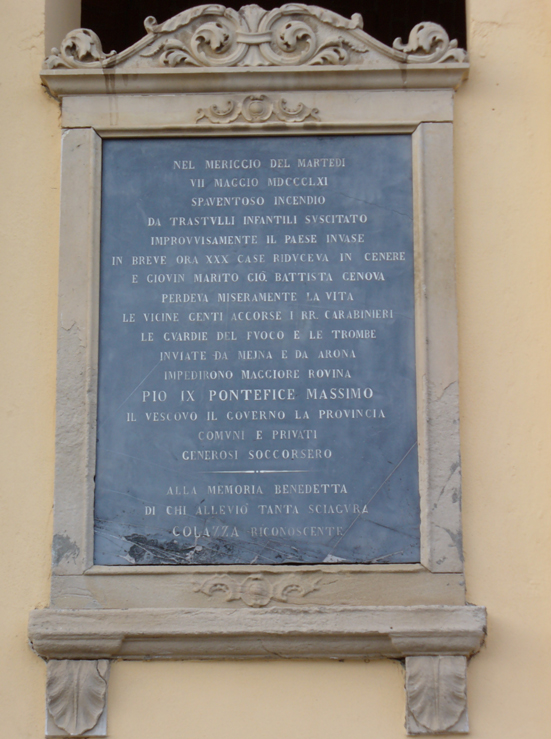 NEL MERIGGIO DEL MARTEDI
VII MAGGIO MDCCCLXI
SPAVENTOSO INCENDIO
DA TRASTVLLI INFANTILI SVSCITATO
IMPROVVISAMENTE IL PAESE INVASE
IN BREVE ORA XXX CASE RIDVCEVA IN CENERE
E GIOVIN MARITO GIO. BATTISTA GENOVA
PERDEVA MISERAMENTE LA VITA
LE VICINE GENTI ACCORSE I RR. CARABINIERI
LE GVARDIE DEL FVOCO E LE TROMBE
INVIATE DA MEINA E DA ARONA
IMPEDIRONO MAGGIORE ROVINA
PIO IX PONTEFICE MASSIMO
IL VESCOVO IL GOVERNO LA PROVINCIA
COMVNI E PRIVATI
GENEROSI SOCCORSERO
ALLA MEMORIA BENEDETTA
DI CHI ALLEVIÒ TANTA SCIAGVRA
COLAZZA RICONOSCENTE